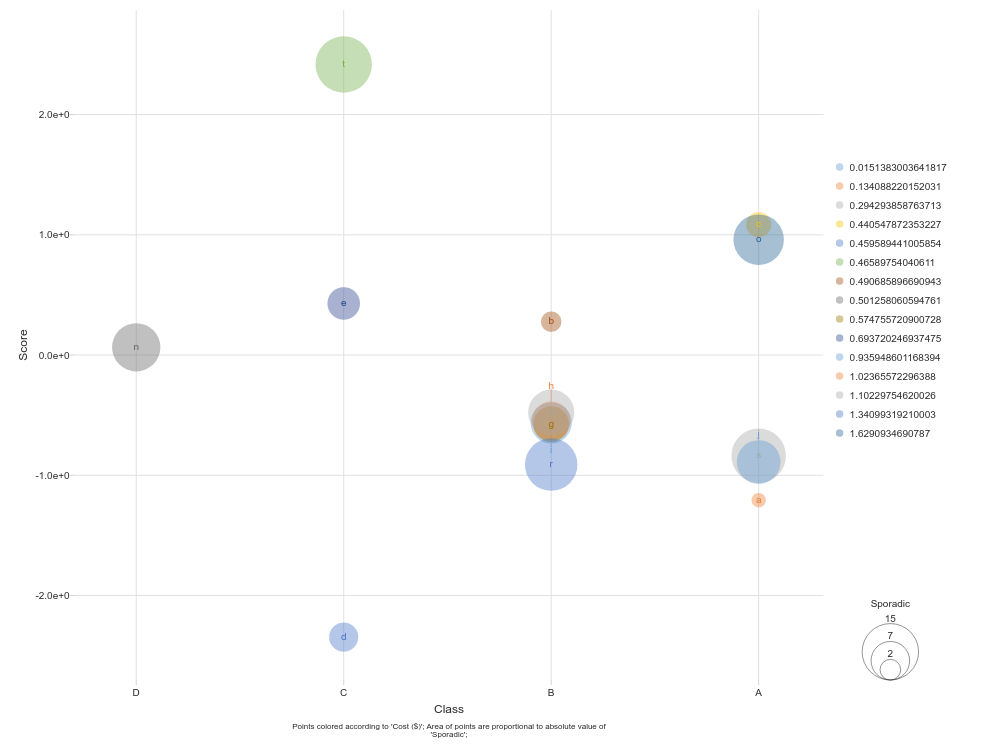 t
2.0e+0
1.0e+0
o
e
b
n
0.0e+0
h
g
j
i
s
r
-1.0e+0
a
-2.0e+0
d
Score
D
C
B
A
Class
Points colored according to 'Cost ($)'; Area of points are proportional to absolute value of
'Sporadic';
0.0151383003641817
0.134088220152031
0.294293858763713
0.440547872353227
0.459589441005854
0.46589754040611
0.490685896690943
0.501258060594761
0.574755720900728
0.693720246937475
0.935948601168394
1.02365572296388
1.10229754620026
1.34099319210003
1.6290934690787
Sporadic
15
7
2